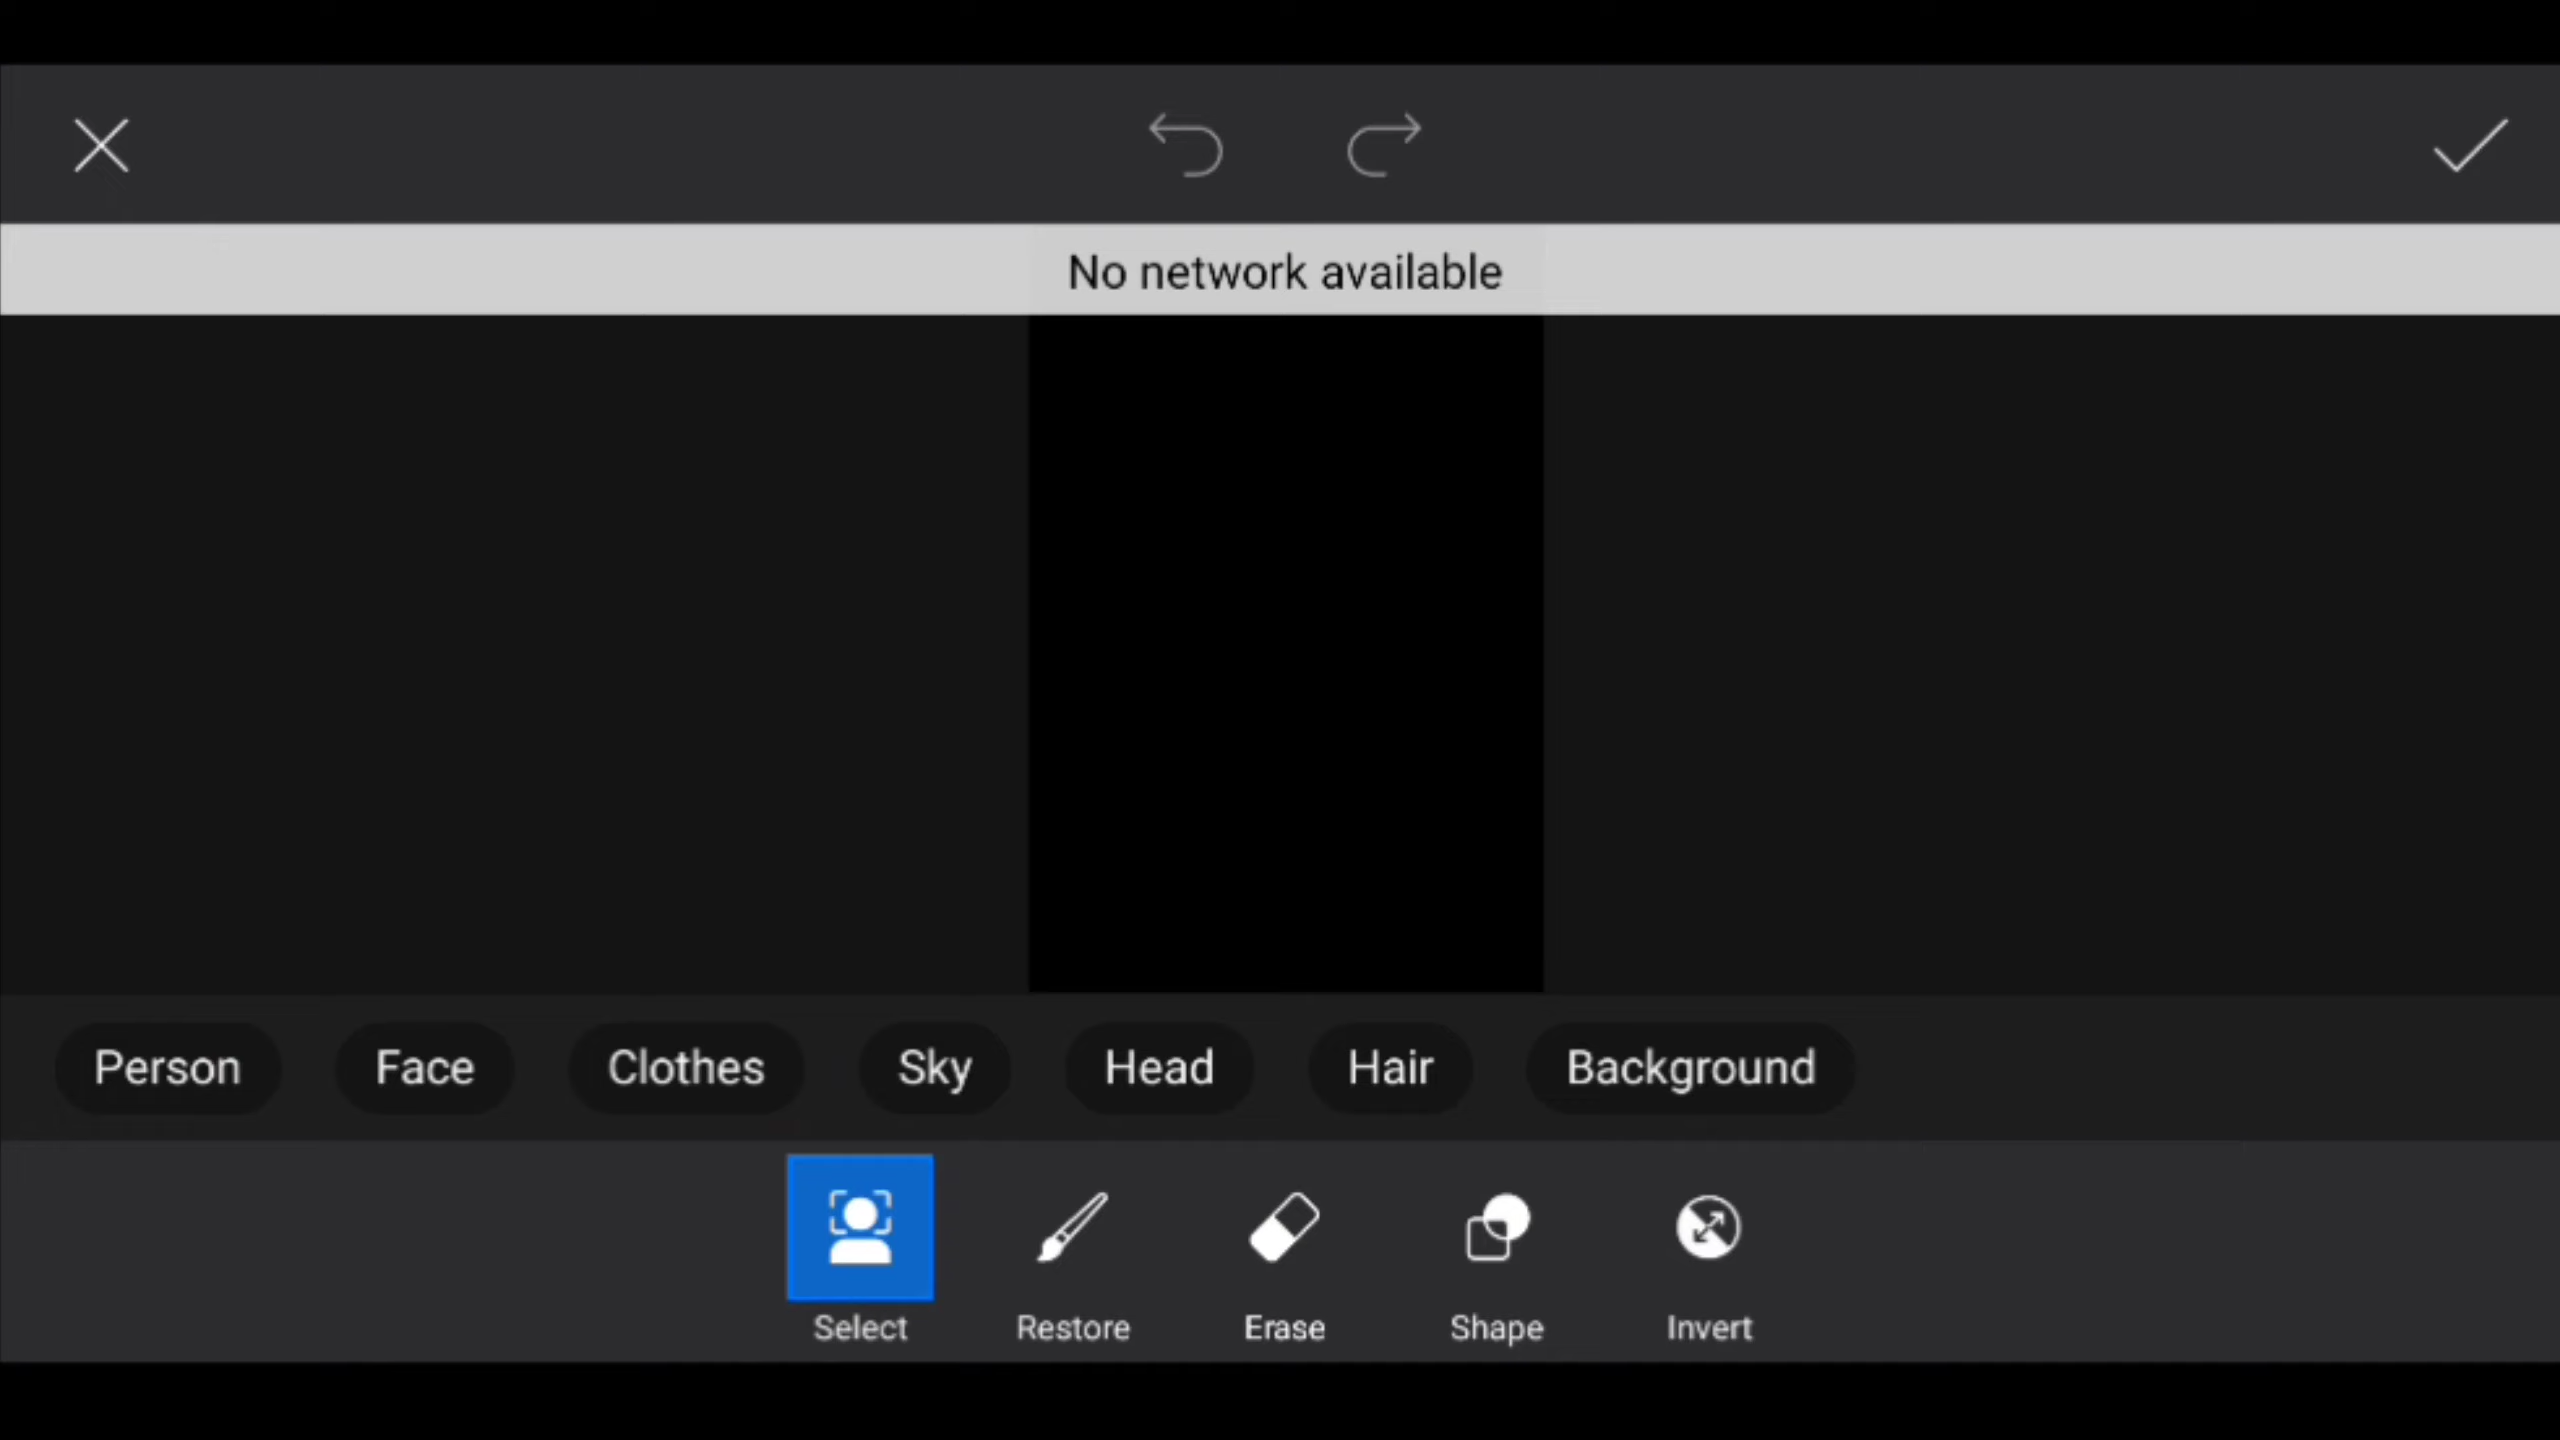 No network available
Person Face Clothes Sky Head Hair Background
Select Restore Erase Shape Invert